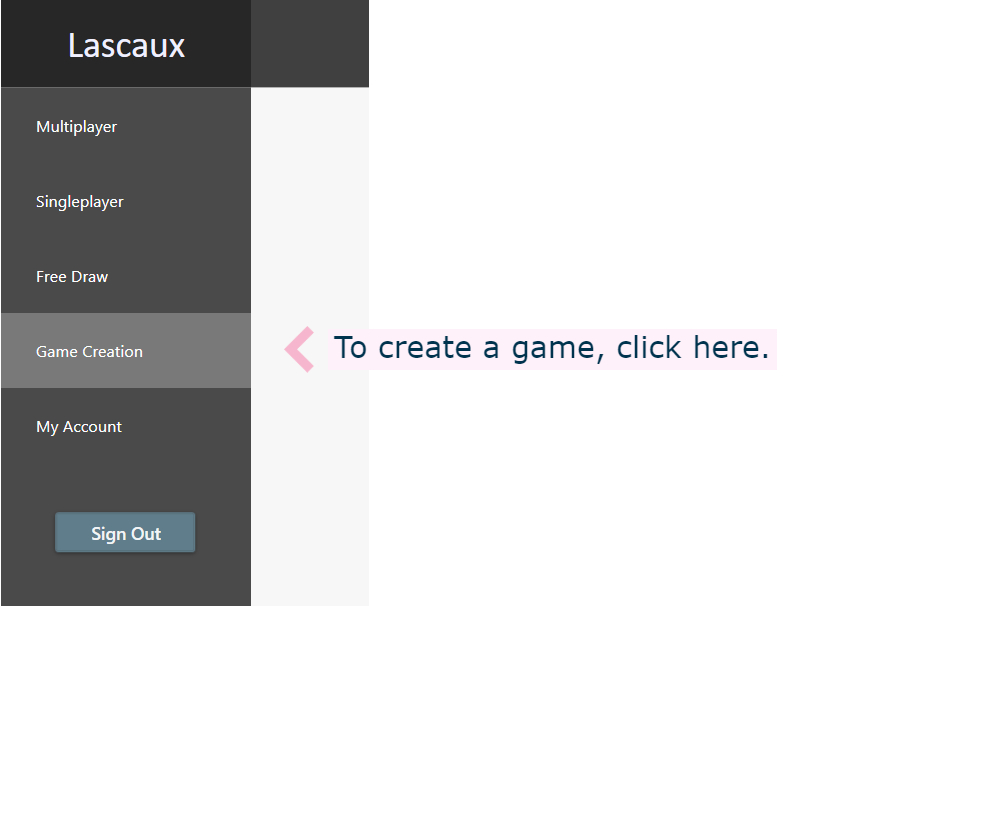 Lascaux
Multiplayer
Singleplayer
Free Draw
Game Creation
To create a game, click here.
My Account
Sign Out